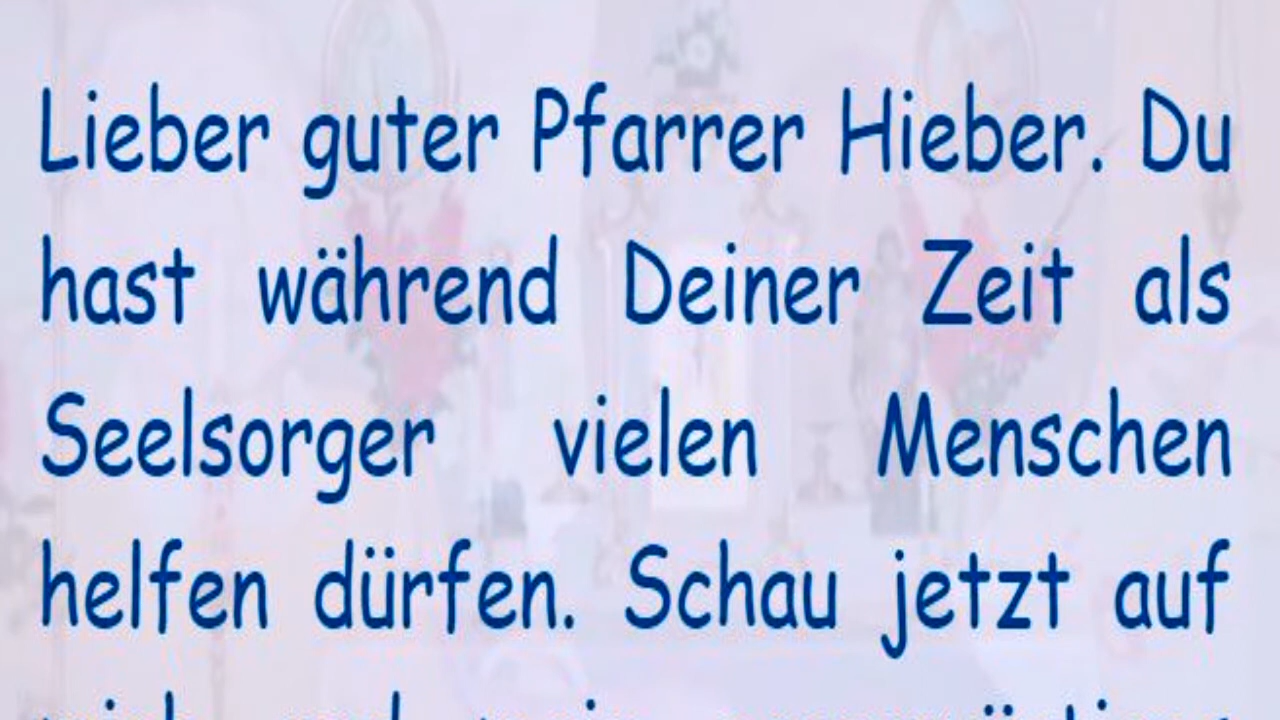 Lieber guter Pfarrer Hieber. Du
hast während Deiner Zeit als
Seelsorger vielen Menschen
helfen dürfen. Schau jetzt auf